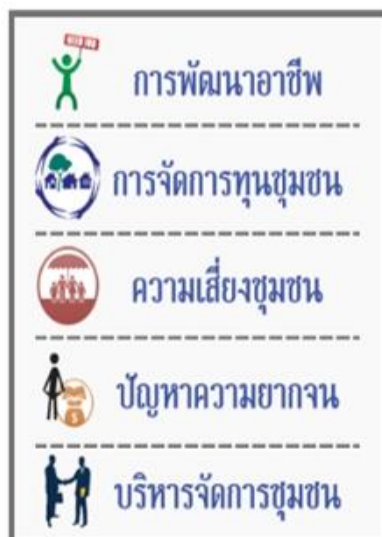 การพัฒนาอาชีพ
การจัดการทุนชุมชน
ความเสี่ยงชุมชน
ปัญหาความยากจน
บริหารจัดการชุมชน